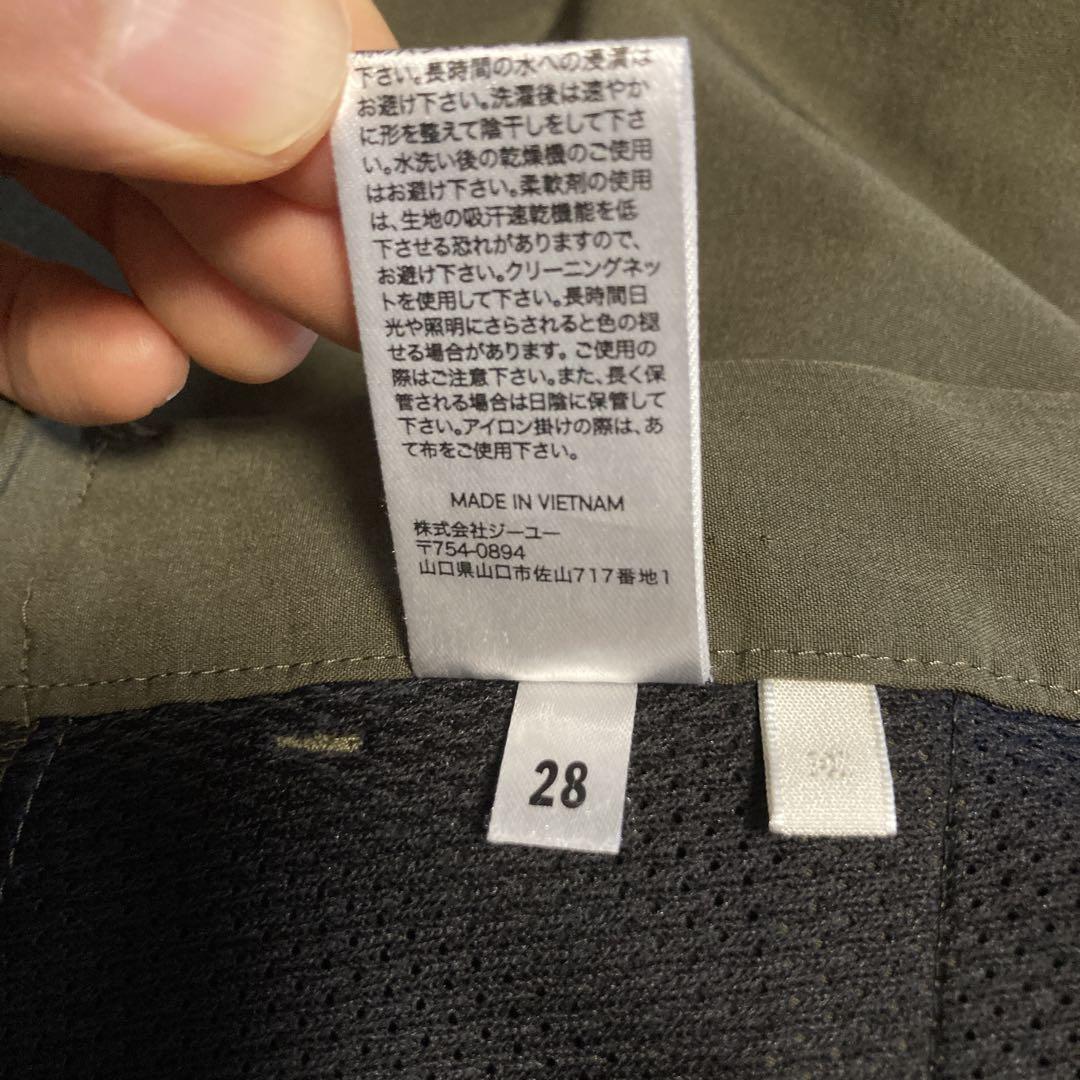 下さい。長時間の水への浸漬は
お避け下さい。洗濯後は速やか
に形を整えて陰干しをして下さ
い。水洗い後の乾燥機のご使用
はお避け下さい。柔軟剤の使用
は、生地の吸汗速乾機能を低
下させる恐れがありますので、
お避け下さい。クリーニングネッ
トを使用して下さい。長時間日
光や照明にさらされると色の褪
せる場合があります。ご使用の
際はご注意下さい。また、長く保
管される場合は日陰に保管して
下さい。アイロン掛けの際は、あ
て布をご使用下さい。
MADE IN VIETNAM
株式会社ジーユー
〒754-0894
山口県山口市佐山717番地1
28